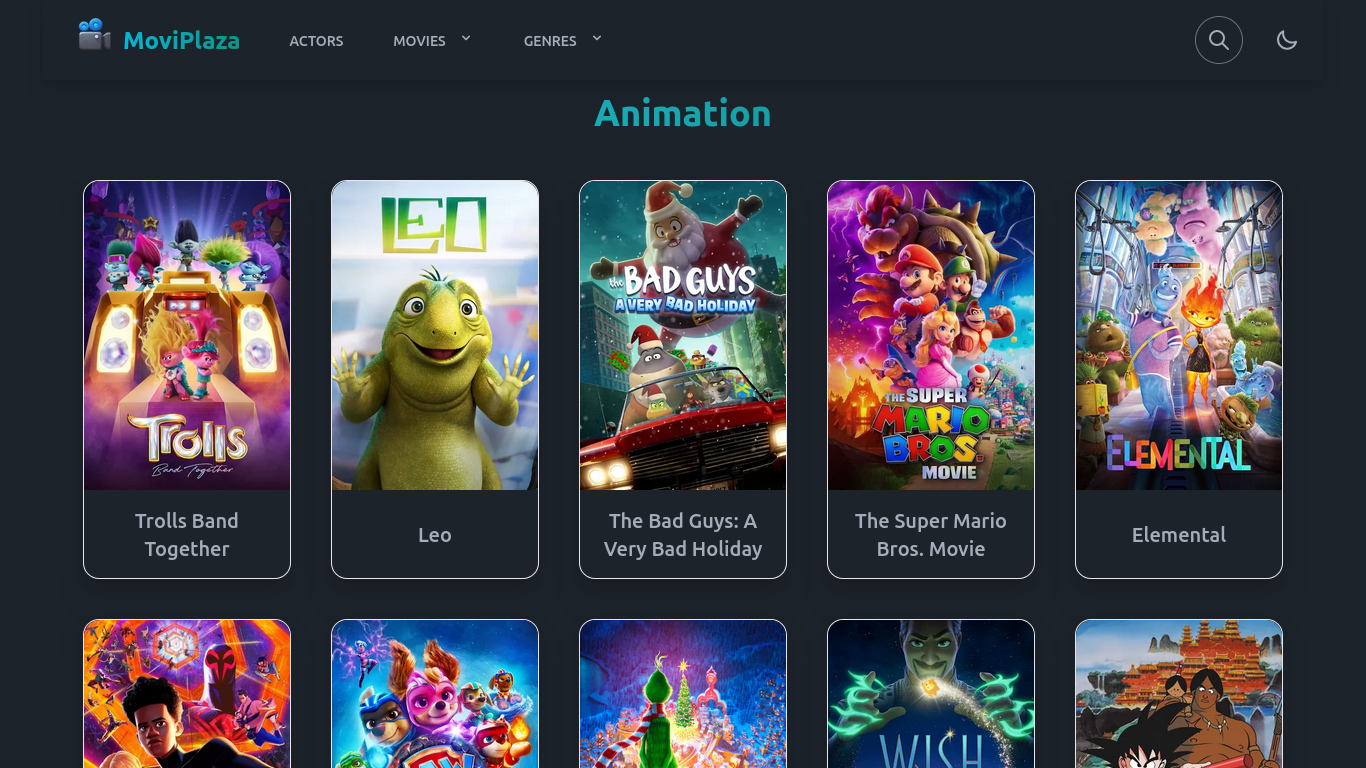 MoviPlaza
ACTORS
MOVIES
GENRES
Animation
TROLLS
Band Together
LEO
the BAD GUYS
A VERY BAD HOLIDAY
THE SUPER
MARIO
BROS.
MOVIE
ELEMENTAL
Trolls Band
Together
Leo
The Bad Guys: A
Very Bad Holiday
The Super Mario
Bros. Movie
Elemental
WISH